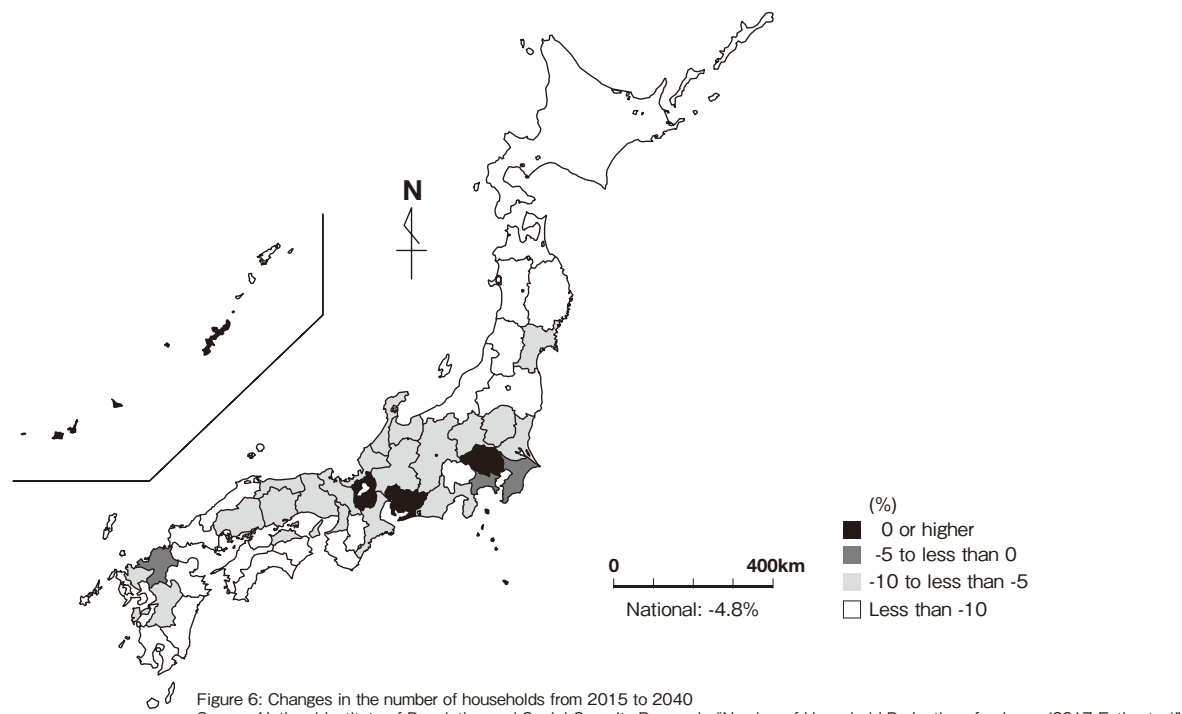 N
(%)
0 or higher
-5 to less than 0
-10 to less than -5
Less than -10
0 400km
National: -4.8%
Figure 6: Changes in the number of households from 2015 to 2040